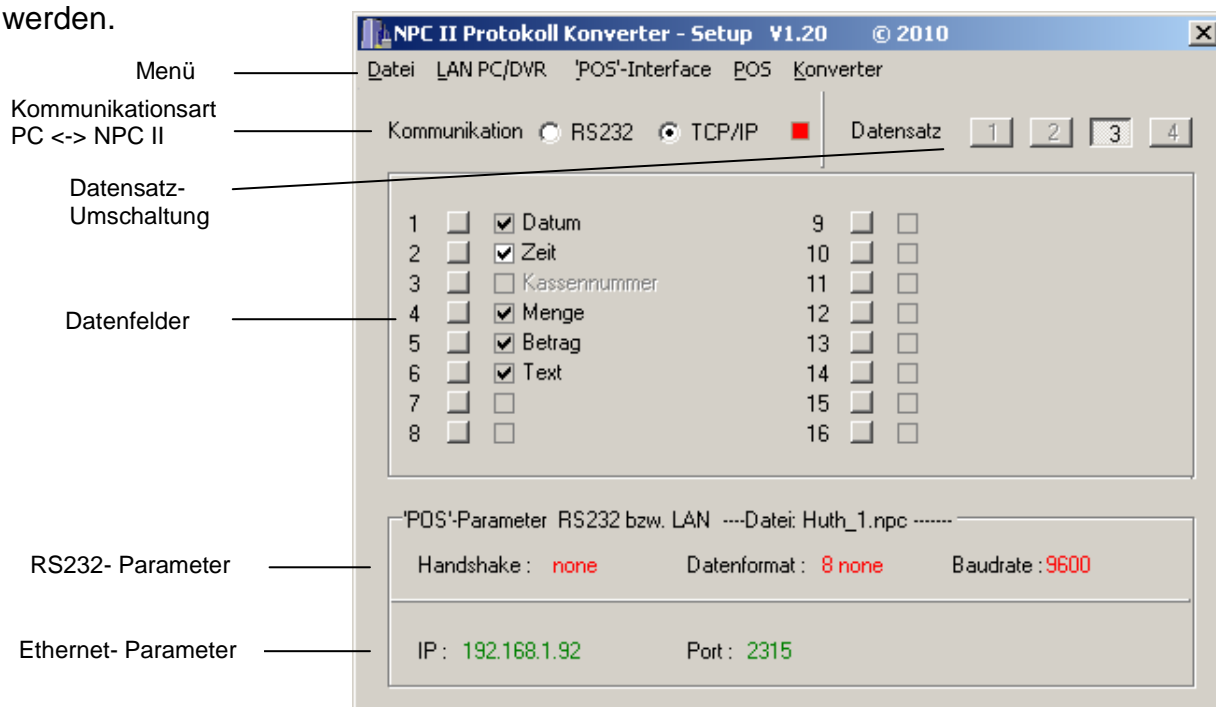 werden.
NPC II Protokoll Konverter - Setup V1.20 © 2010
Menü
Datei LAN PC/DVR 'POS'-Interface POS Konverter
Kommunikationsart
PC <-> NPC II
Kommunikation RS232 TCP/IP Datensatz 1 2 3 4
Datensatz-
Umschaltung
1 Datum 9
2 Zeit 10
3 Kassennummer 11
Datenfelder
4 Menge 12
5 Betrag 13
6 Text 14
7 15
8 16
'POS'-Parameter RS232 bzw. LAN ----Datei: Huth_1.npc -------
RS232- Parameter
Handshake : none Datenformat : 8 none Baudrate : 9600
Ethernet- Parameter
IP : 192.168.1.92 Port : 2315